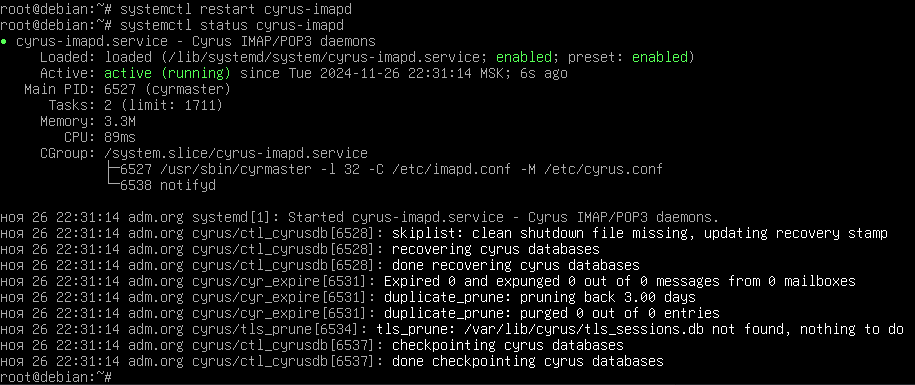 root@debian:~# systemctl restart cyrus-imapd
root@debian:~# systemctl status cyrus-imapd
● cyrus-imapd.service - Cyrus IMAP/POP3 daemons
     Loaded: loaded (/lib/systemd/system/cyrus-imapd.service; enabled; preset: enabled)
     Active: active (running) since Tue 2024-11-26 22:31:14 MSK; 6s ago
   Main PID: 6527 (cyrmaster)
      Tasks: 2 (limit: 1711)
     Memory: 3.3M
        CPU: 89ms
     CGroup: /system.slice/cyrus-imapd.service
             ├─6527 /usr/sbin/cyrmaster -l 32 -C /etc/imapd.conf -M /etc/cyrus.conf
             └─6538 notifyd

ноя 26 22:31:14 adm.org systemd[1]: Started cyrus-imapd.service - Cyrus IMAP/POP3 daemons.
ноя 26 22:31:14 adm.org cyrus/ctl_cyrusdb[6528]: skiplist: clean shutdown file missing, updating recovery stamp
ноя 26 22:31:14 adm.org cyrus/ctl_cyrusdb[6528]: recovering cyrus databases
ноя 26 22:31:14 adm.org cyrus/ctl_cyrusdb[6528]: done recovering cyrus databases
ноя 26 22:31:14 adm.org cyrus/cyr_expire[6531]: Expired 0 and expunged 0 out of 0 messages from 0 mailboxes
ноя 26 22:31:14 adm.org cyrus/cyr_expire[6531]: duplicate_prune: pruning back 3.00 days
ноя 26 22:31:14 adm.org cyrus/cyr_expire[6531]: duplicate_prune: purged 0 out of 0 entries
ноя 26 22:31:14 adm.org cyrus/tls_prune[6534]: tls_prune: /var/lib/cyrus/tls_sessions.db not found, nothing to do
ноя 26 22:31:14 adm.org cyrus/ctl_cyrusdb[6537]: checkpointing cyrus databases
ноя 26 22:31:14 adm.org cyrus/ctl_cyrusdb[6537]: done checkpointing cyrus databases
root@debian:~#